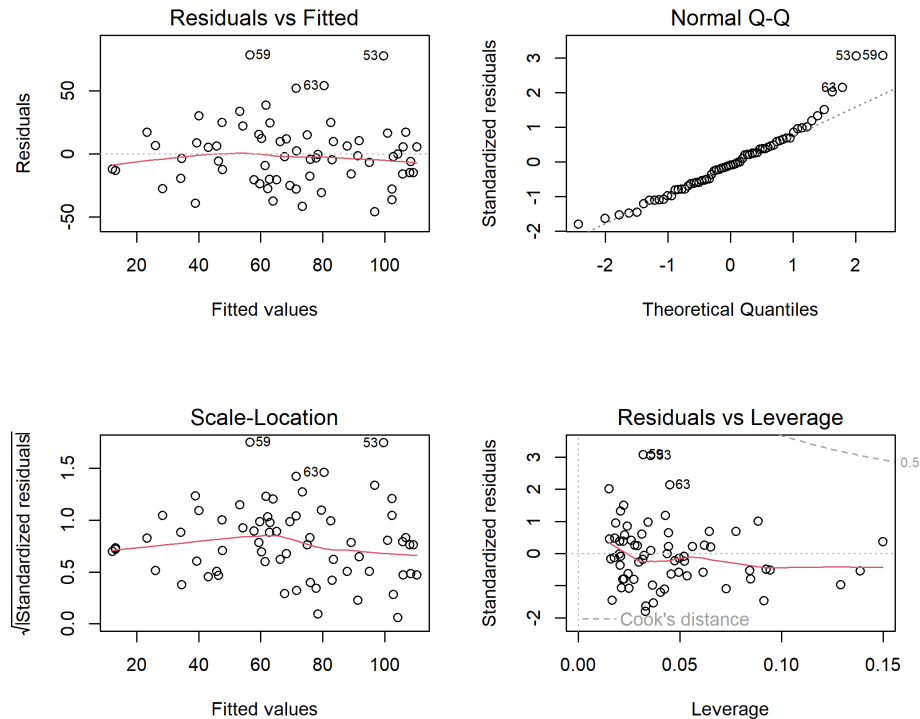 Residuals vs Fitted
Residuals
50
0
-50
59
53
63
20 40 60 80 100
Fitted values
Normal Q-Q
Standardized residuals
3
2
1
0
-1
-2
53 59
63
-2 -1 0 1 2
Theoretical Quantiles
Scale-Location
√|Standardized residuals|
1.5
1.0
0.5
0.0
59
53
63
20 40 60 80 100
Fitted values
Residuals vs Leverage
Standardized residuals
3
2
1
0
-2
59
53
63
0.5
Cook's distance
0.00 0.05 0.10 0.15
Leverage